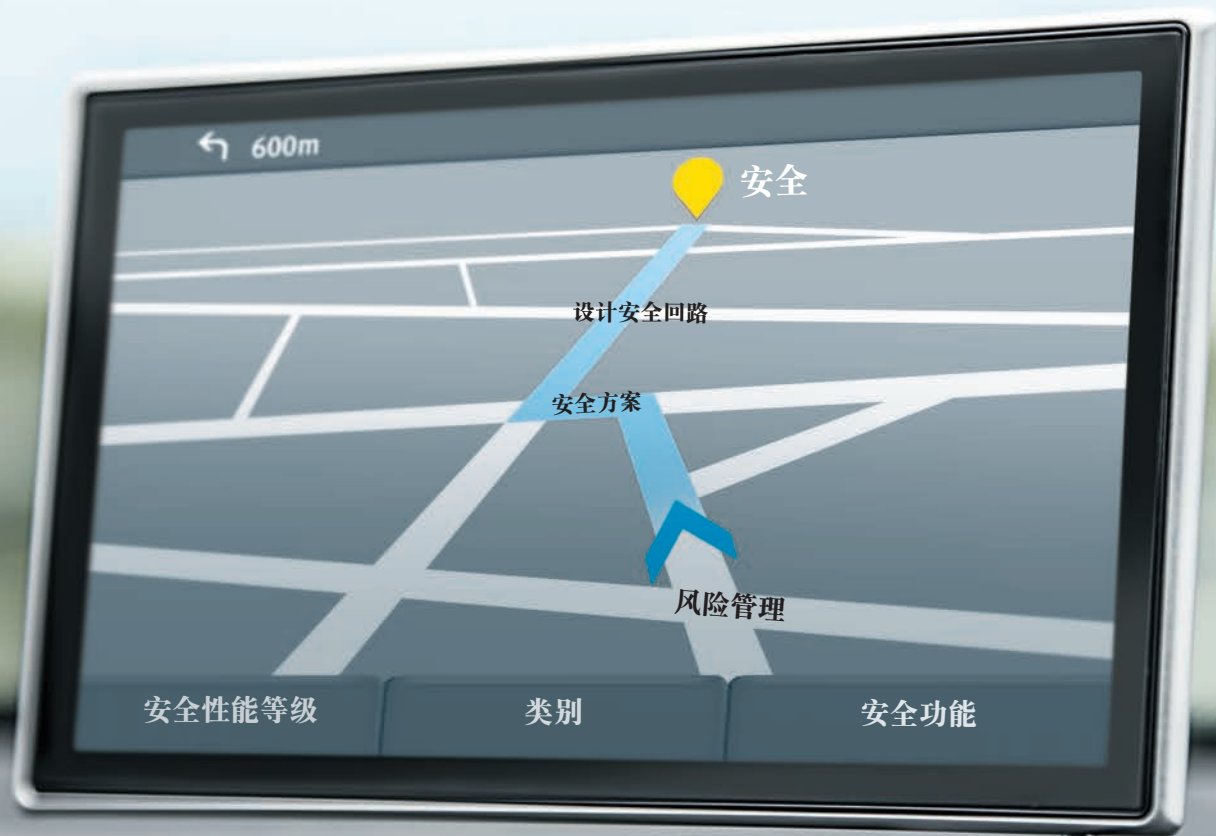 600m
安全
设计安全回路
安全方案
风险管理
安全性能等级
类别
安全功能